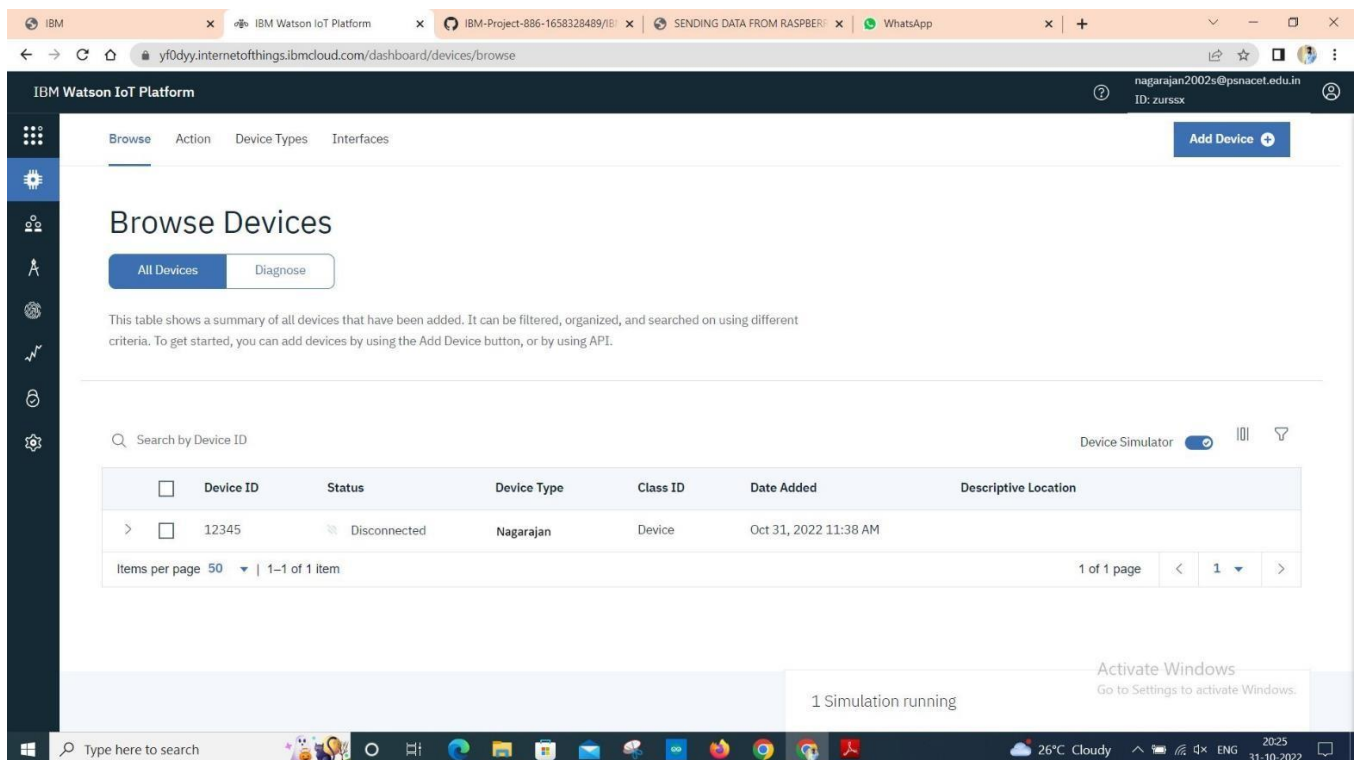 IBM
IBM Watson IoT Platform
IBM-Project-886-1658328489/IB
SENDING DATA FROM RASPBERR
WhatsApp
yf0dyy.internetofthings.ibmcloud.com/dashboard/devices/browse
IBM Watson IoT Platform
nagarajan2002s@psnacet.edu.in
ID: zurssx
Browse Action Device Types Interfaces
Add Device
Browse Devices
All Devices Diagnose
This table shows a summary of all devices that have been added. It can be filtered, organized, and searched on using different
criteria. To get started, you can add devices by using the Add Device button, or by using API.
Search by Device ID
Device Simulator
Device ID Status Device Type Class ID Date Added Descriptive Location
12345 Disconnected Nagarajan Device Oct 31, 2022 11:38 AM
Items per page 50 | 1–1 of 1 item 1 of 1 page < 1 >
Activate Windows
Go to Settings to activate Windows.
1 Simulation running
Type here to search
26°C Cloudy ENG 20:25
31-10-2022